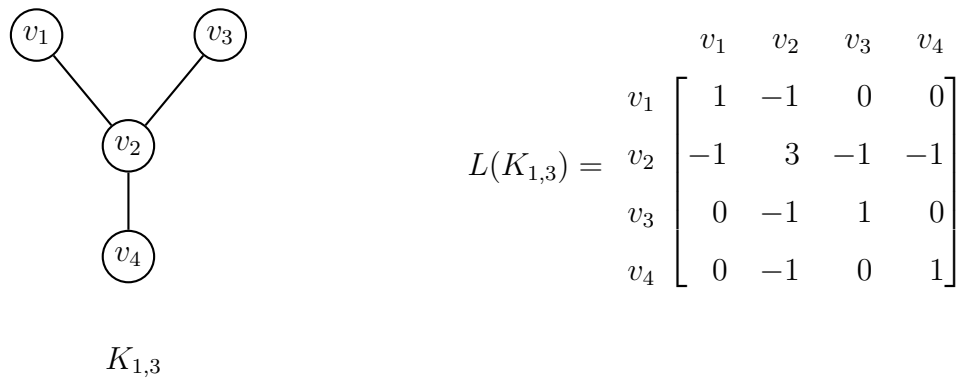 v₁ v₃
v₂
v₄
K₁,₃
v₁ v₂ v₃ v₄
v₁ 1 −1 0 0
L(K₁,₃) = v₂ −1 3 −1 −1
v₃ 0 −1 1 0
v₄ 0 −1 0 1